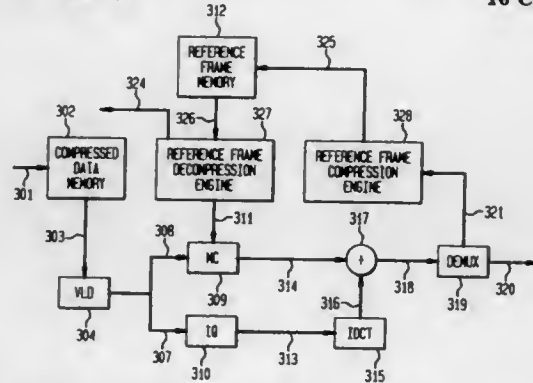 10 C
312
REFERENCE
FRAME
MEMORY
325
324
326
327
328
302
COMPRESSED
DATA
MEMORY
301
REFERENCE FRAME
DECOMPRESSION
ENGINE
REFERENCE FRAME
COMPRESSION
ENGINE
303
308
311
317
321
MC
309
314
+
318
DEMUX
319
320
VLD
304
316
307
IQ
310
313
IDCT
315